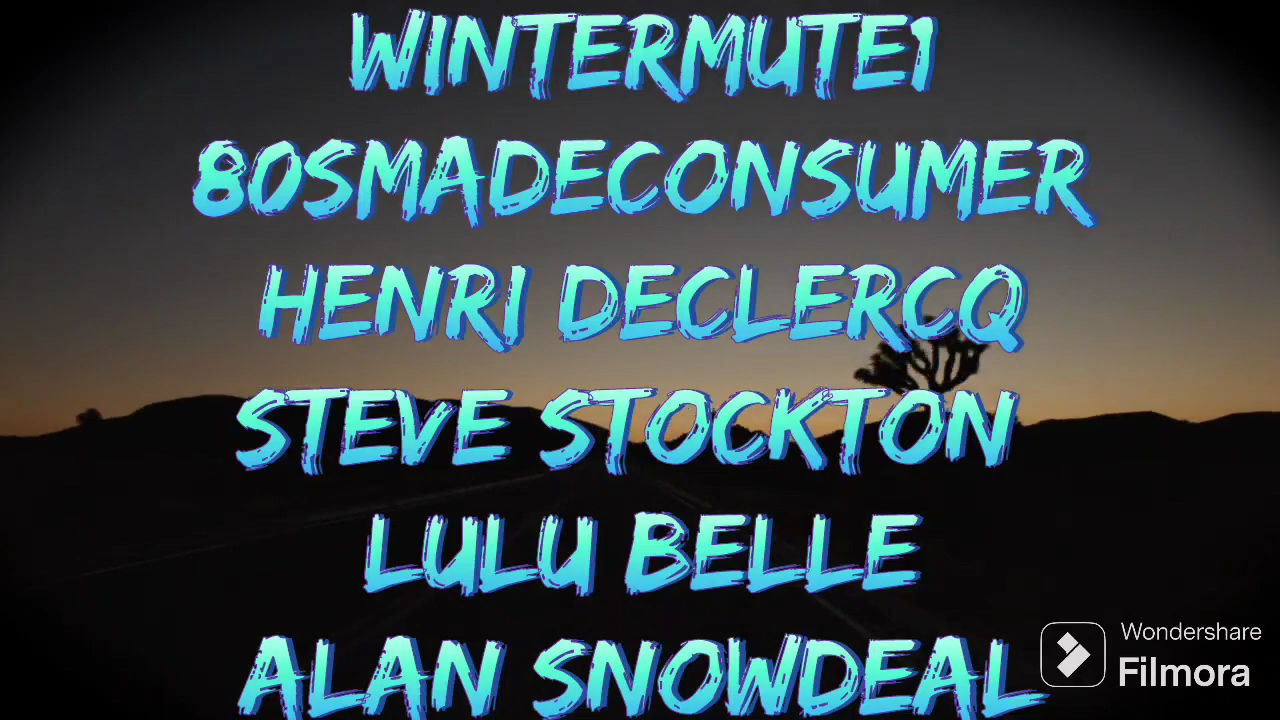 WINTERMUTE1
80SMADECONSUMER
HENRI DECLERCQ
STEVE STOCKTON
LULU BELLE
ALAN SNOWDEAL
Wondershare
Filmora